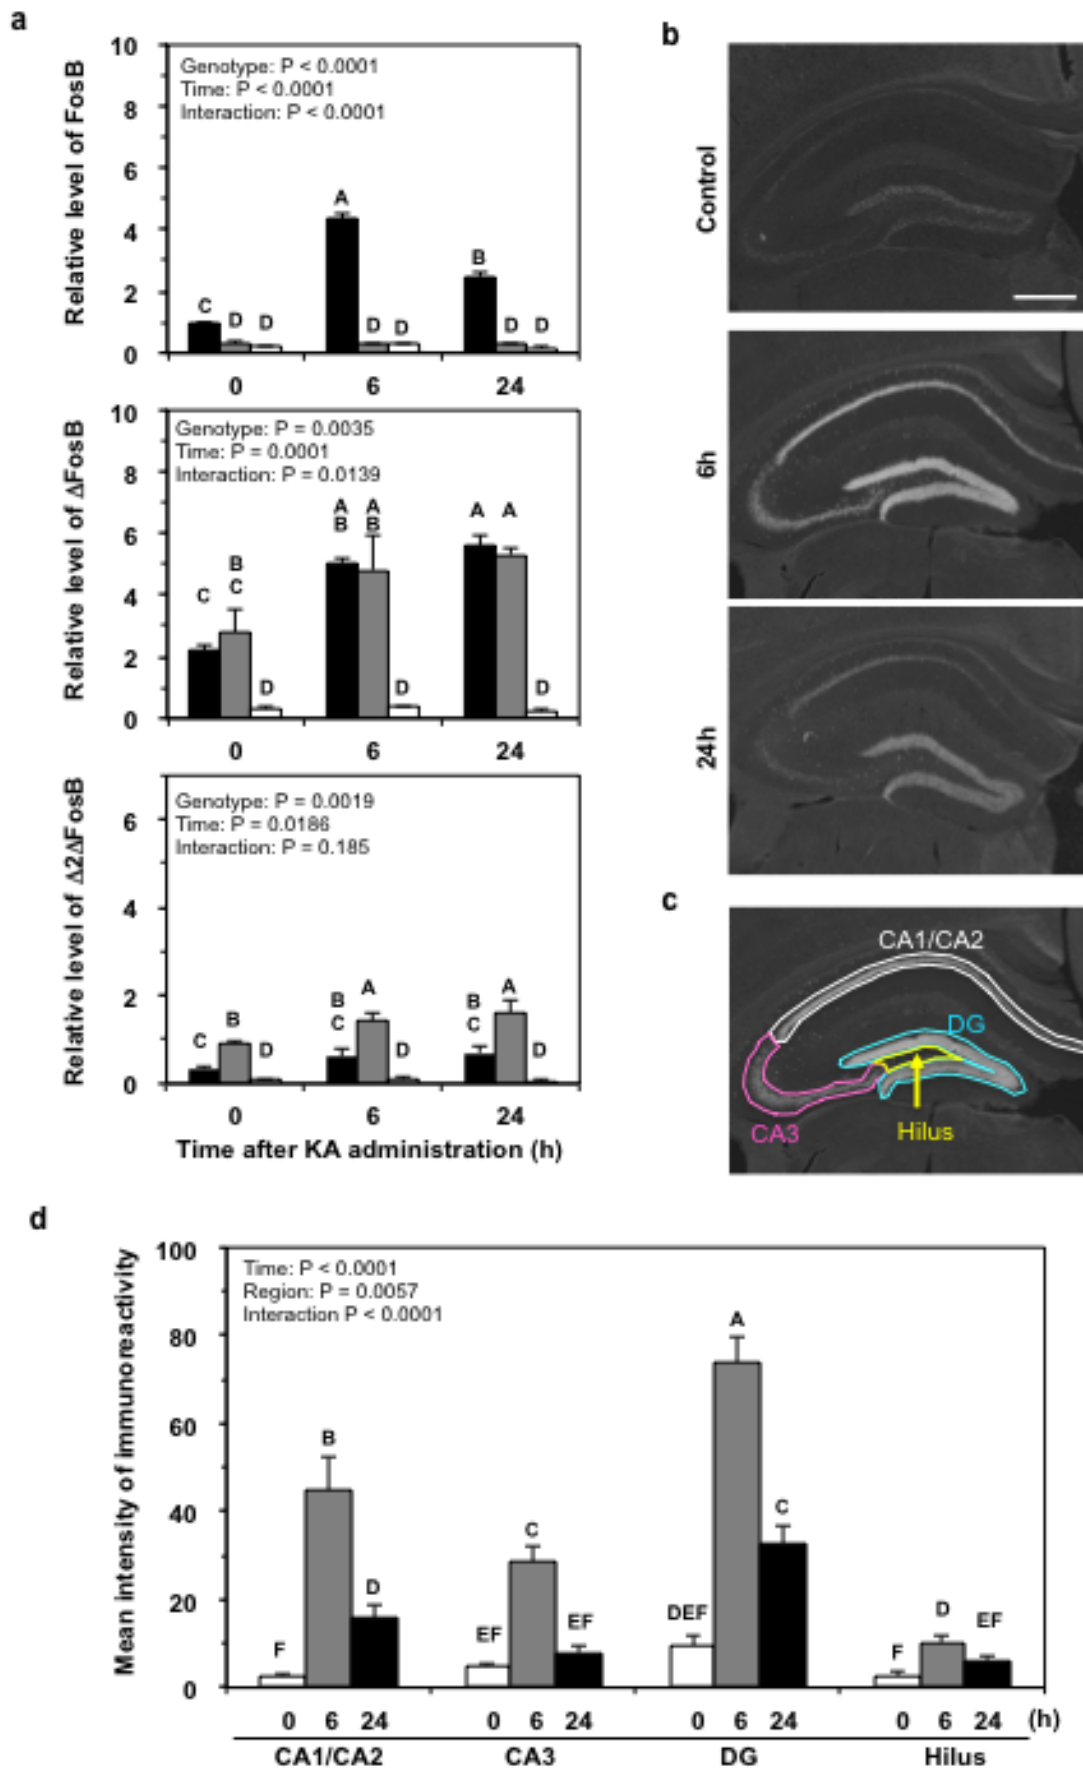 a
Relative level of FosB
10
8
6
4
2
0
Genotype: P < 0.0001
Time: P < 0.0001
Interaction: P < 0.0001
C D D
A D D
B D D
0 6 24
Relative level of ΔFosB
10
8
6
4
2
0
Genotype: P = 0.0035
Time: P = 0.0001
Interaction: P = 0.0139
C
B
C
D
A
B
A
B
D
A A
D
0 6 24
Relative level of Δ2ΔFosB
6
4
2
0
Genotype: P = 0.0019
Time: P = 0.0186
Interaction: P = 0.185
C B D
B
C
A
D
B
C
A
D
0 6 24
Time after KA administration (h)
b
Control
6h
24h
c
CA1/CA2
DG
CA3
Hilus
d
Mean intensity of immunoreactivity
100
80
60
40
20
0
Time: P < 0.0001
Region: P = 0.0057
Interaction P < 0.0001
F B D
EF C EF
DEF A C
F D EF
0 6 24 0 6 24 0 6 24 0 6 24 (h)
CA1/CA2 CA3 DG Hilus